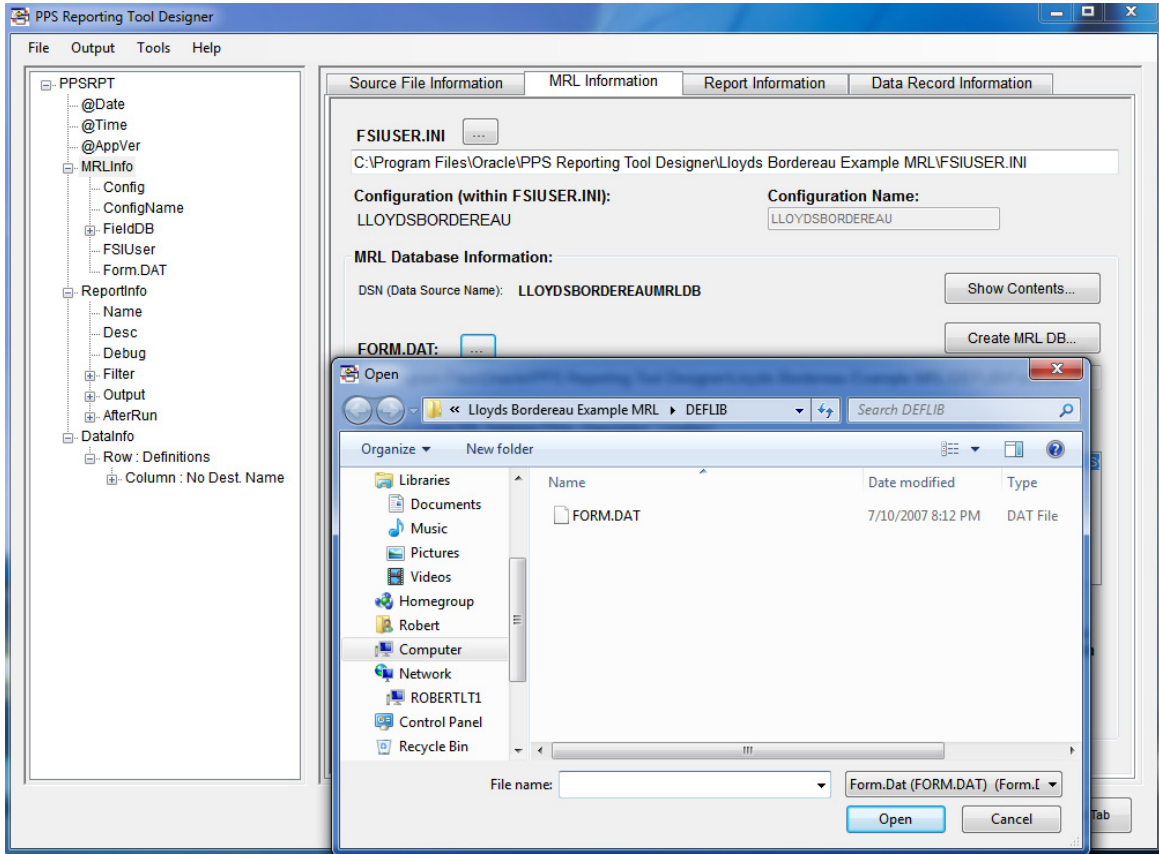 PPS Reporting Tool Designer
File Output Tools Help
PPSRPT
@Date
@Time
@AppVer
MRLInfo
Config
ConfigName
FieldDB
FSIUser
Form.DAT
ReportInfo
Name
Desc
Debug
Filter
Output
AfterRun
DataInfo
Row : Definitions
Column : No Dest. Name
Source File Information MRL Information Report Information Data Record Information
FSIUSER.INI ...
C:\Program Files\Oracle\PPS Reporting Tool Designer\Lloyds Bordereau Example MRL\FSIUSER.INI
Configuration (within FSIUSER.INI): Configuration Name:
LLOYDSBORDEREAU LLOYDSBORDEREAU
MRL Database Information:
DSN (Data Source Name): LLOYDSBORDEREAUMRLDB Show Contents...
Create MRL DB...
FORM.DAT: ...
Open
« Lloyds Bordereau Example MRL DEFLIB Search DEFLIB
Organize New folder
Libraries
Documents
Music
Pictures
Videos
Homegroup
Robert
Computer
Network
ROBERTLT1
Control Panel
Recycle Bin
Name Date modified Type
FORM.DAT 7/10/2007 8:12 PM DAT File
File name: Form.Dat (FORM.DAT) (Form.D
Open Cancel
Tab